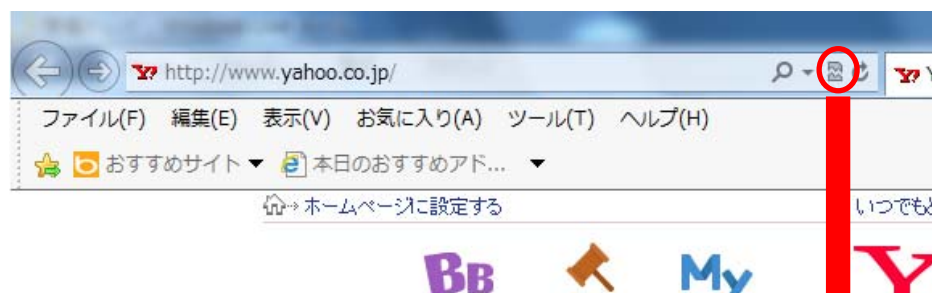 http://www.yahoo.co.jp/
Y?
ファイル(F) 編集(E) 表示(V) お気に入り(A) ツール(T) ヘルプ(H)
おすすめサイト 本日のおすすめアド...
ホームページに設定する いつでも
BB My Y